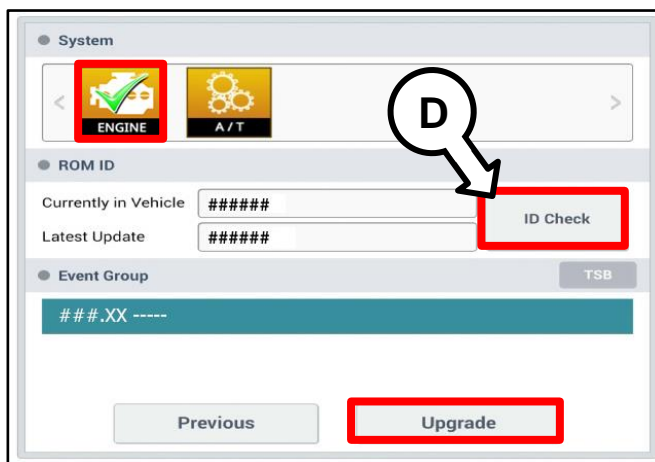 System
< ENGINE A/T >
D
ROM ID
Currently in Vehicle ######
ID Check
Latest Update ######
Event Group TSB
###.XX -----
Previous Upgrade